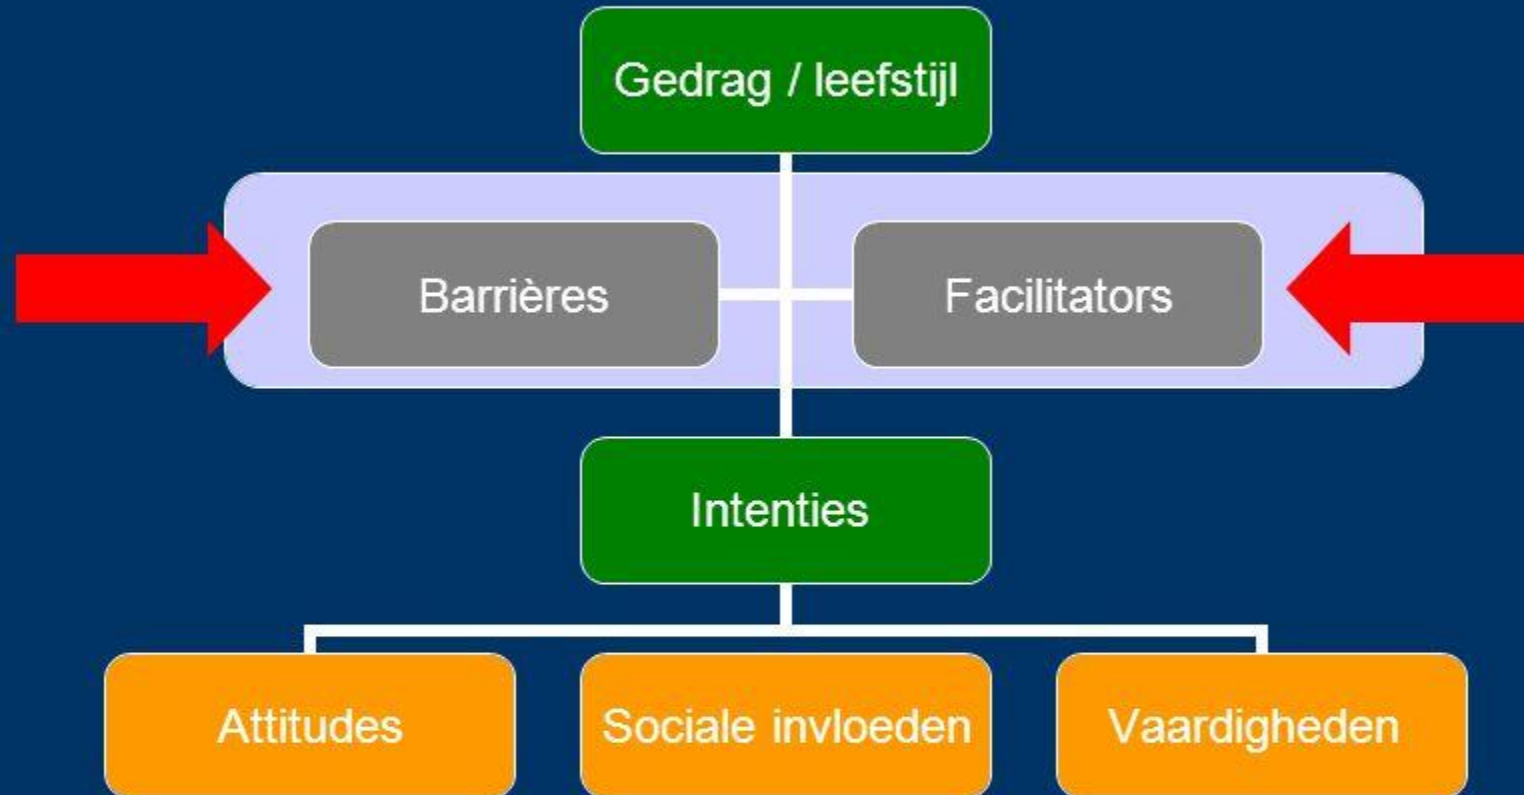 Gedrag / leefstijl
Barrières
Facilitators
Intenties
Attitudes
Sociale invloeden
Vaardigheden